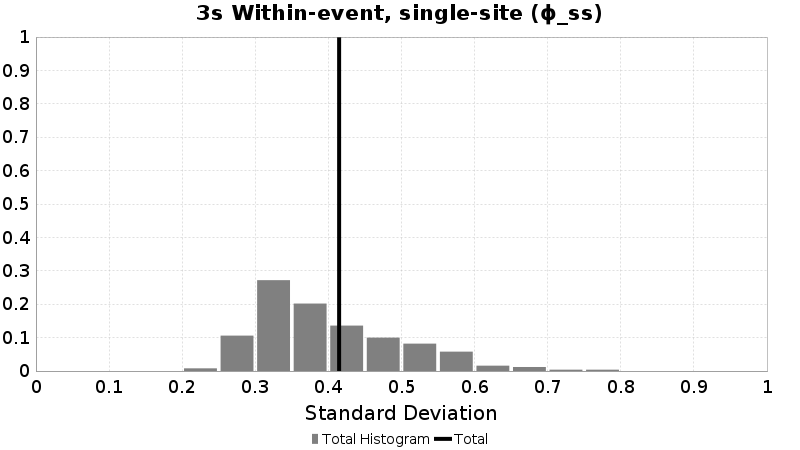 3s Within-event, single-site (ϕ_ss)
1
0.9
0.8
0.7
0.6
0.5
0.4
0.3
0.2
0.1
0
0 0.1 0.2 0.3 0.4 0.5 0.6 0.7 0.8 0.9 1
Standard Deviation
Total Histogram Total